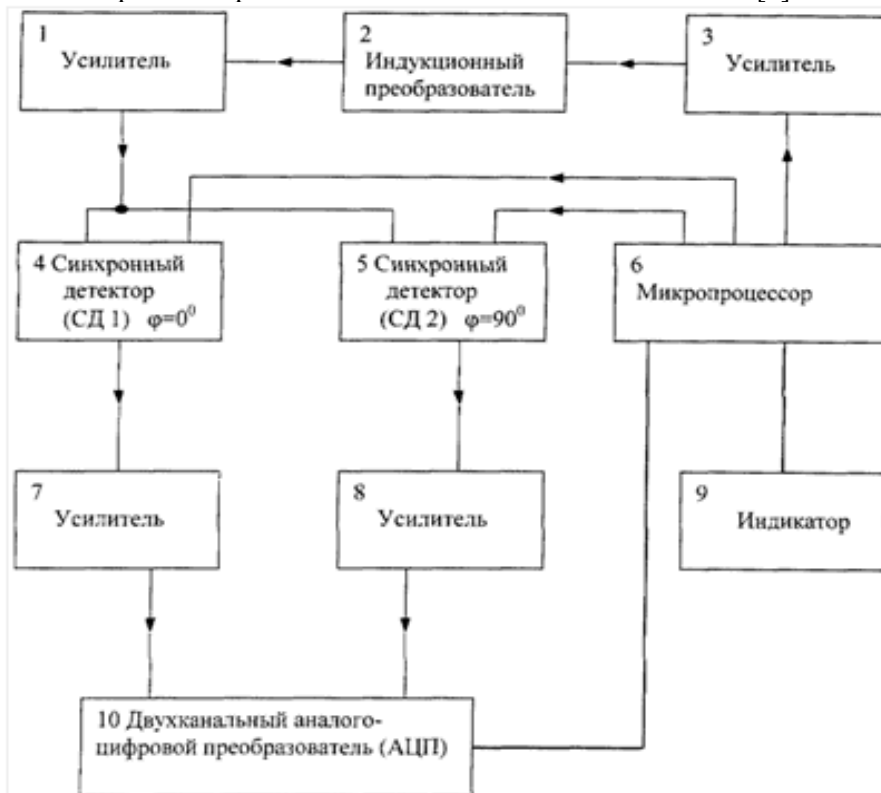 1
Усилитель
2
Индукционный
преобразователь
3
Усилитель
4 Синхронный
детектор
(СД 1) φ=0⁰
5 Синхронный
детектор
(СД 2) φ=90⁰
6
Микропроцессор
7
Усилитель
8
Усилитель
9
Индикатор
10 Двухканальный аналого-
цифровой преобразователь (АЦП)